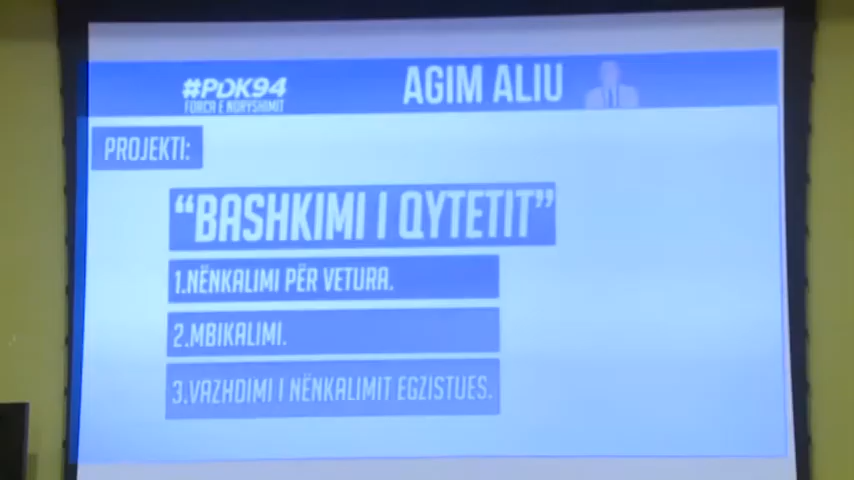 #PDK94
FORCA E NDRYSHIMIT
AGIM ALIU
PROJEKTI:
"BASHKIMI I QYTETIT"
1.NËNKALIMI PËR VETURA.
2.MBIKALIMI.
3.VAZHDIMI I NËNKALIMIT EGZISTUES.